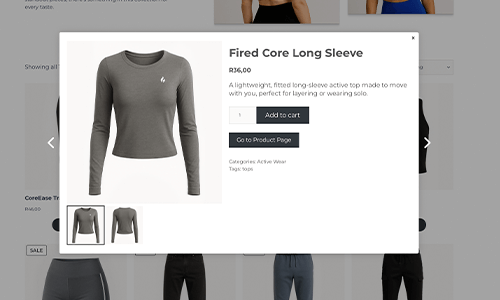 every taste.
Showing all
×
Fired Core Long Sleeve
R36,00
A lightweight, fitted long-sleeve active top made to move
with you, perfect for layering or wearing solo.
1
Add to cart
Go to Product Page
Categories: Active Wear
Tags: tops
CoreEase Tr
SALE